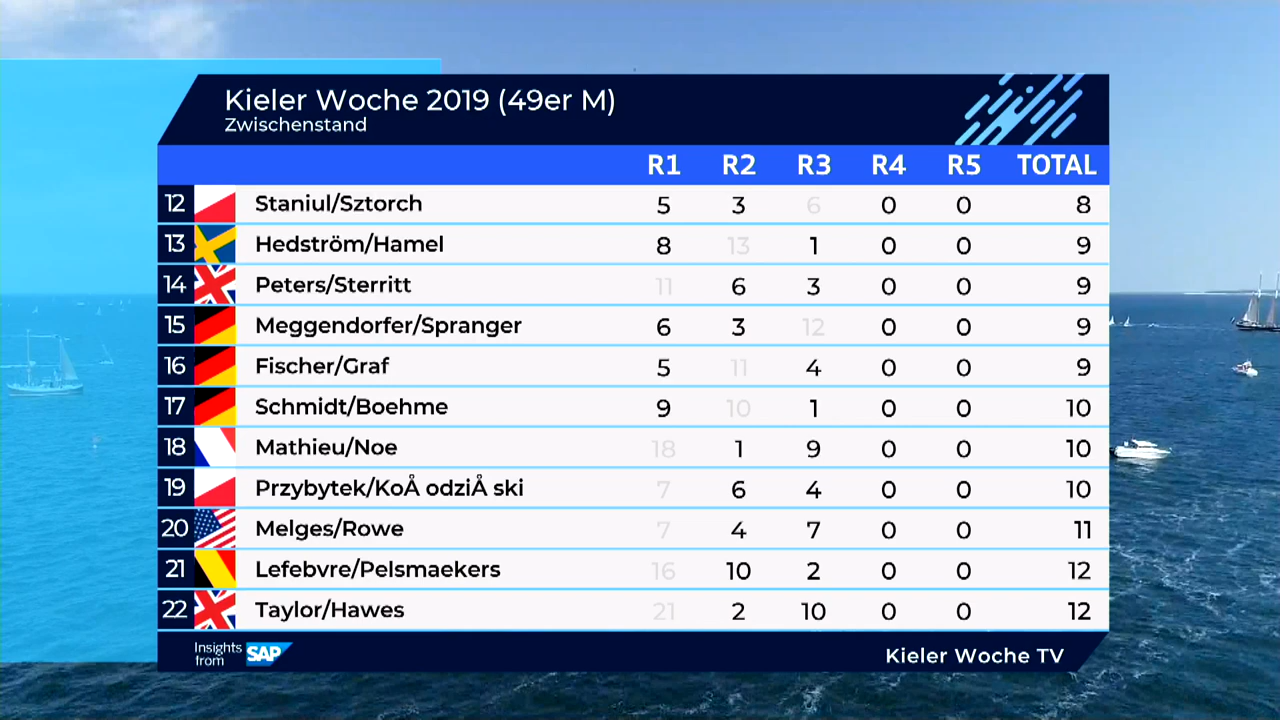 Kieler Woche 2019 (49er M)
Zwischenstand
R1 R2 R3 R4 R5 TOTAL
12 Staniul/Sztorch 5 3 6 0 0 8
13 Hedström/Hamel 8 13 1 0 0 9
14 Peters/Sterritt 11 6 3 0 0 9
15 Meggendorfer/Spranger 6 3 12 0 0 9
16 Fischer/Graf 5 11 4 0 0 9
17 Schmidt/Boehme 9 10 1 0 0 10
18 Mathieu/Noe 18 1 9 0 0 10
19 Przybytek/KoÅ odziÅ ski 7 6 4 0 0 10
20 Melges/Rowe 7 4 7 0 0 11
21 Lefebvre/Pelsmaekers 16 10 2 0 0 12
22 Taylor/Hawes 21 2 10 0 0 12
Insights from SAP
Kieler Woche TV